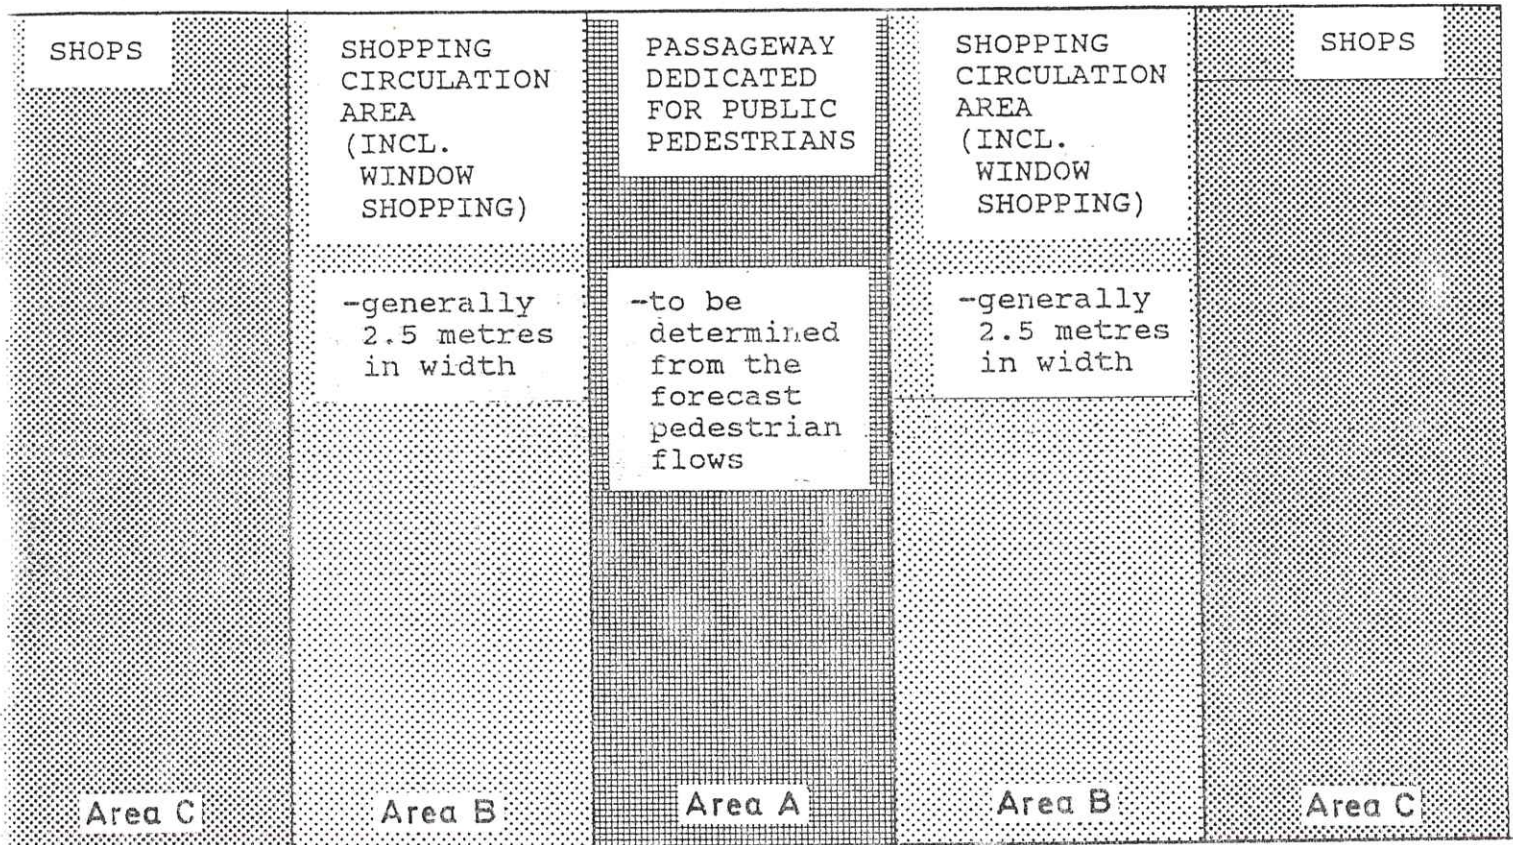 SHOPS
SHOPPING
CIRCULATION
AREA
(INCL.
WINDOW
SHOPPING)
-generally
2.5 metres
in width
PASSAGEWAY
DEDICATED
FOR PUBLIC
PEDESTRIANS
-to be
determined
from the
forecast
pedestrian
flows
SHOPPING
CIRCULATION
AREA
(INCL.
WINDOW
SHOPPING)
-generally
2.5 metres
in width
SHOPS
Area C
Area B
Area A
Area B
Area C